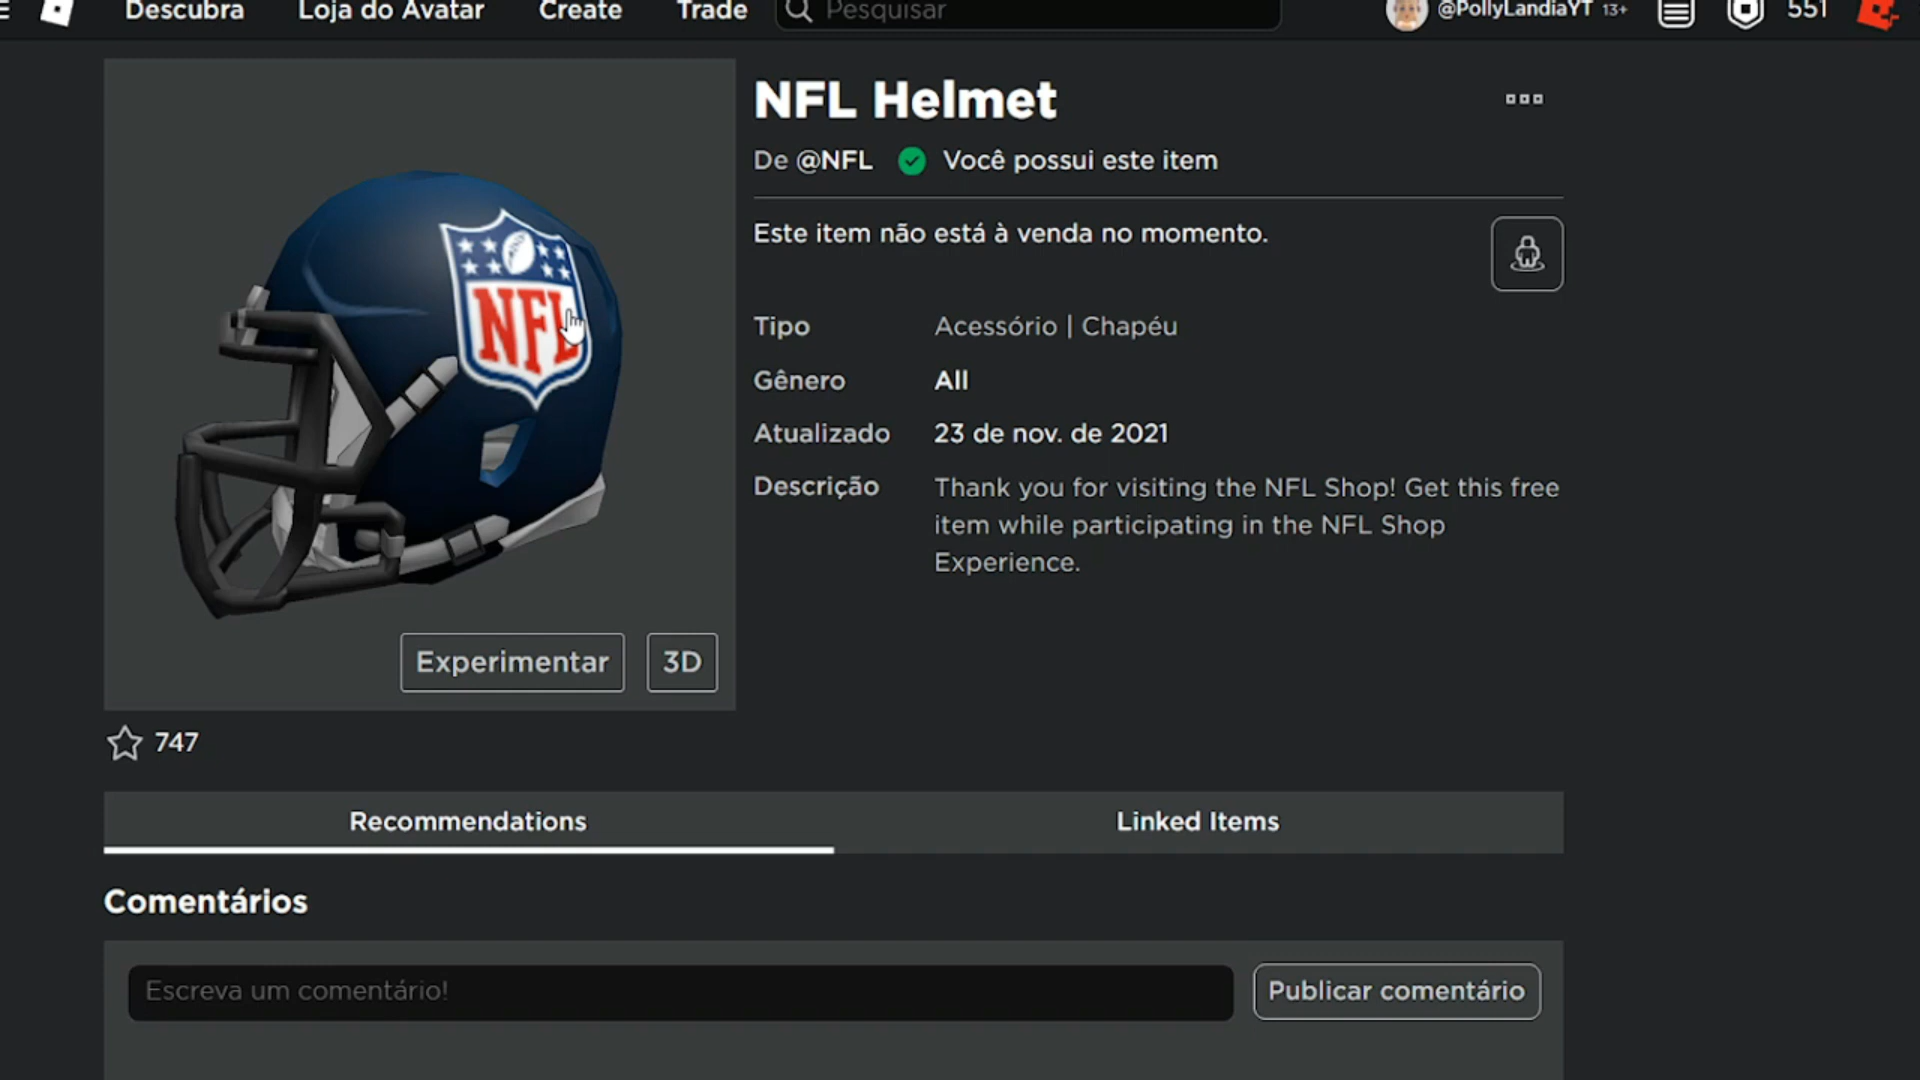 Descubra Loja do Avatar Create Trade Pesquisar @PollyLandiaYT 13+ 551
NFL Helmet
De @NFL Você possui este item
Este item não está à venda no momento.
NFL
Tipo Acessório | Chapéu
Gênero All
Atualizado 23 de nov. de 2021
Descrição Thank you for visiting the NFL Shop! Get this free
item while participating in the NFL Shop
Experience.
Experimentar 3D
747
Recommendations Linked Items
Comentários
Escreva um comentário! Publicar comentário